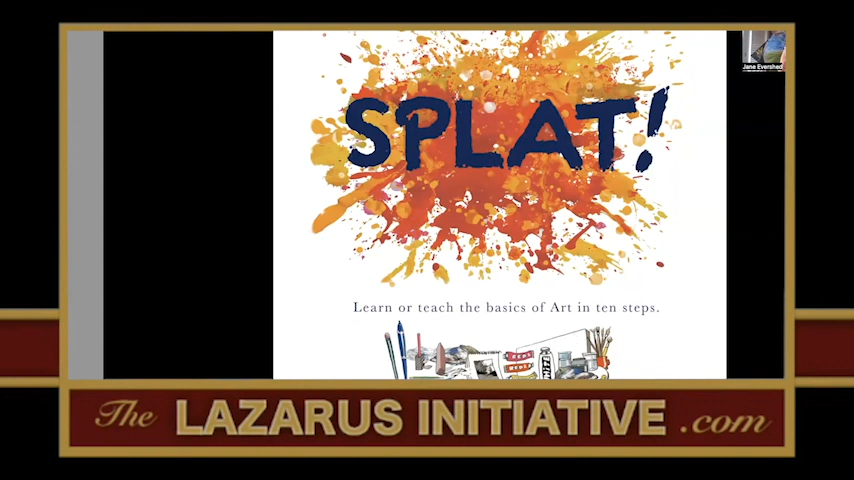 Jane Evershed
SPLAT!
Learn or teach the basics of Art in ten steps.
The LAZARUS INITIATIVE .com